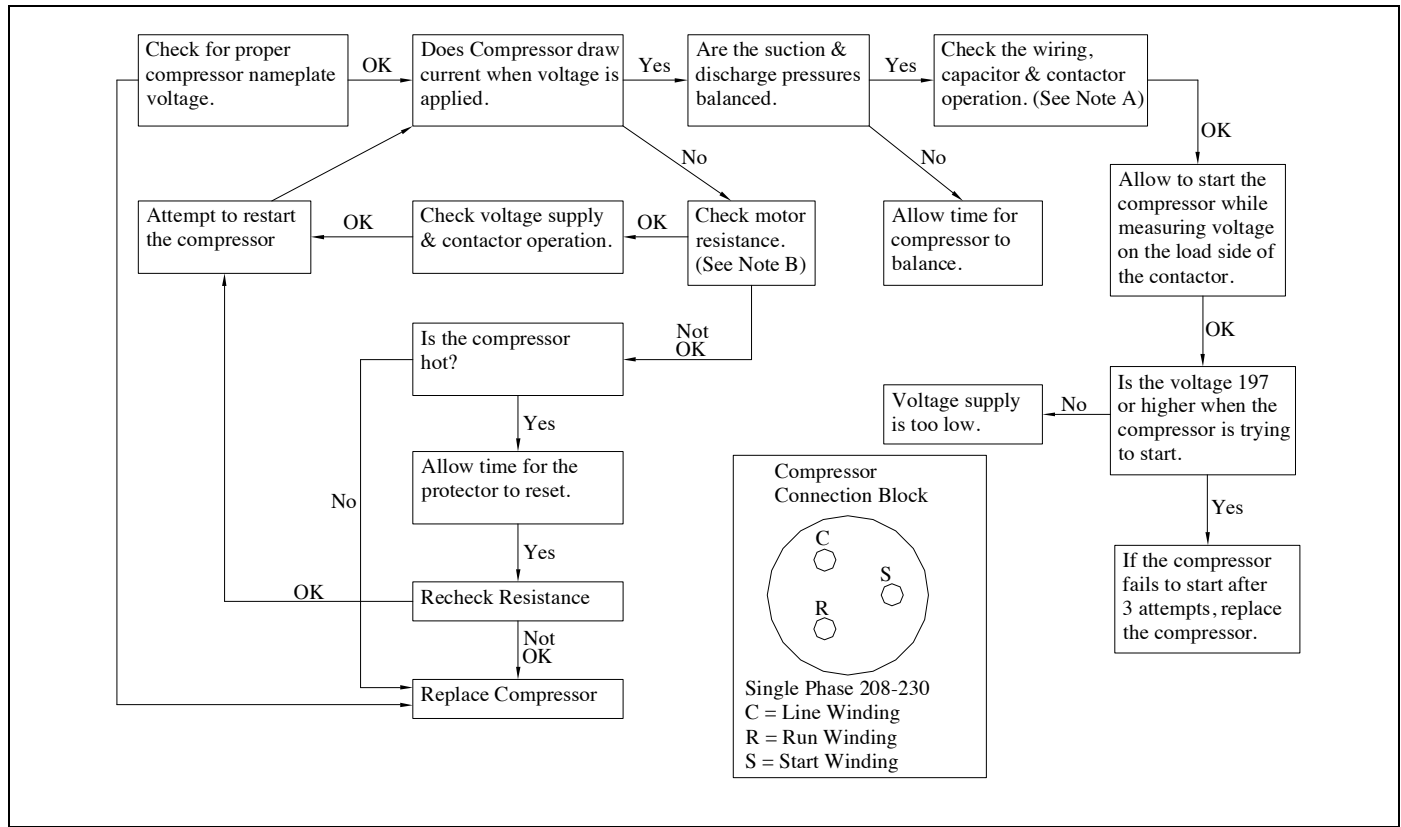 Check for proper
compressor nameplate
voltage.
OK
Does Compressor draw
current when voltage is
applied.
Yes
Are the suction &
discharge pressures
balanced.
Yes
Check the wiring,
capacitor & contactor
operation. (See Note A)
OK
No
No
Attempt to restart
the compressor
OK
Check voltage supply
& contactor operation.
OK
Check motor
resistance.
(See Note B)
Allow time for
compressor to
balance.
Allow to start the
compressor while
measuring voltage
on the load side of
the contactor.
OK
Is the compressor
hot?
Not
OK
Yes
No
Allow time for the
protector to reset.
Yes
OK
Recheck Resistance
Not
OK
Replace Compressor
Voltage supply
is too low.
No
Is the voltage 197
or higher when the
compressor is trying
to start.
Yes
If the compressor
fails to start after
3 attempts, replace
the compressor.
Compressor
Connection Block
C
S
R
Single Phase 208-230
C = Line Winding
R = Run Winding
S = Start Winding